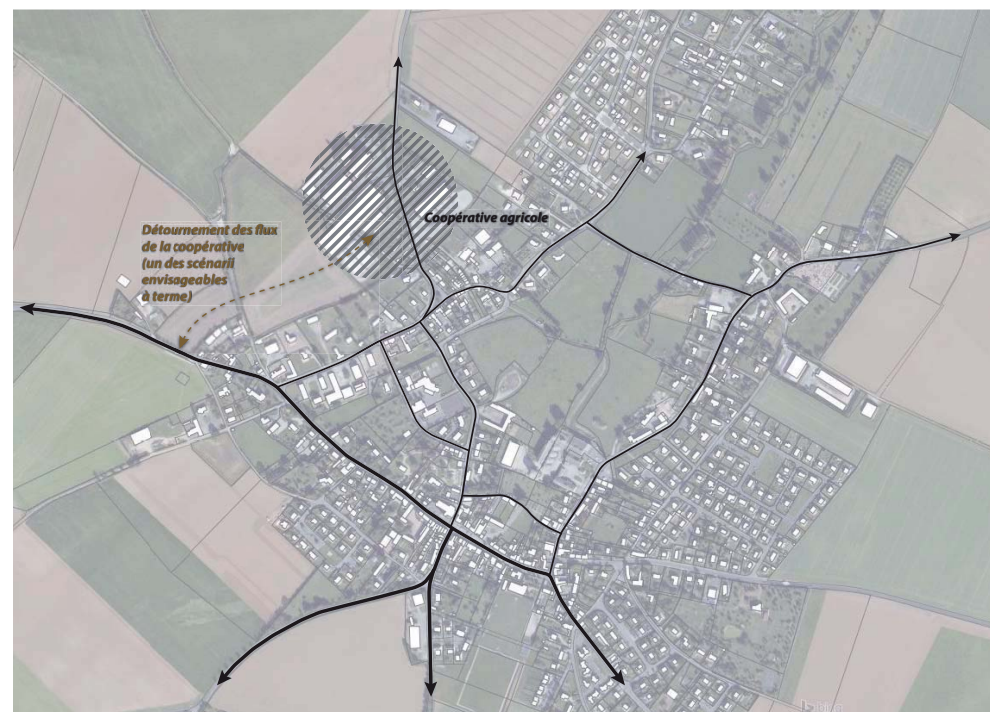 Coopérative agricole
Détournement des flux
de la coopérative
(un des scénarii
envisageables
à terme)